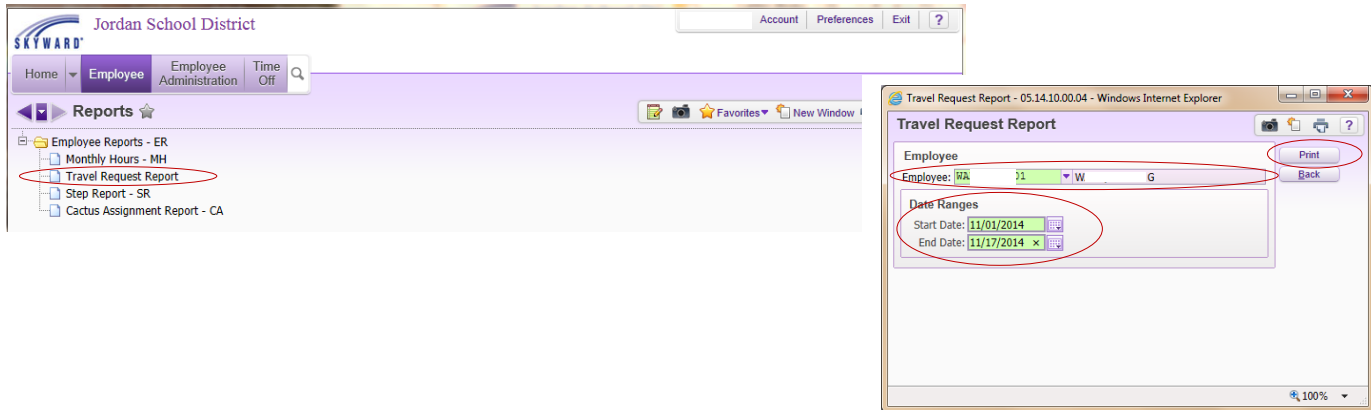 Jordan School District
SKYWARD
Account Preferences Exit ?
Home Employee Employee Administration Time Off
Reports
Favorites New Window
Employee Reports - ER
Monthly Hours - MH
Travel Request Report
Step Report - SR
Cactus Assignment Report - CA
Travel Request Report - 05.14.10.00.04 - Windows Internet Explorer
Travel Request Report
?
Employee
Print
Employee: WA 01 W G
Back
Date Ranges
Start Date: 11/01/2014
End Date: 11/17/2014
100%